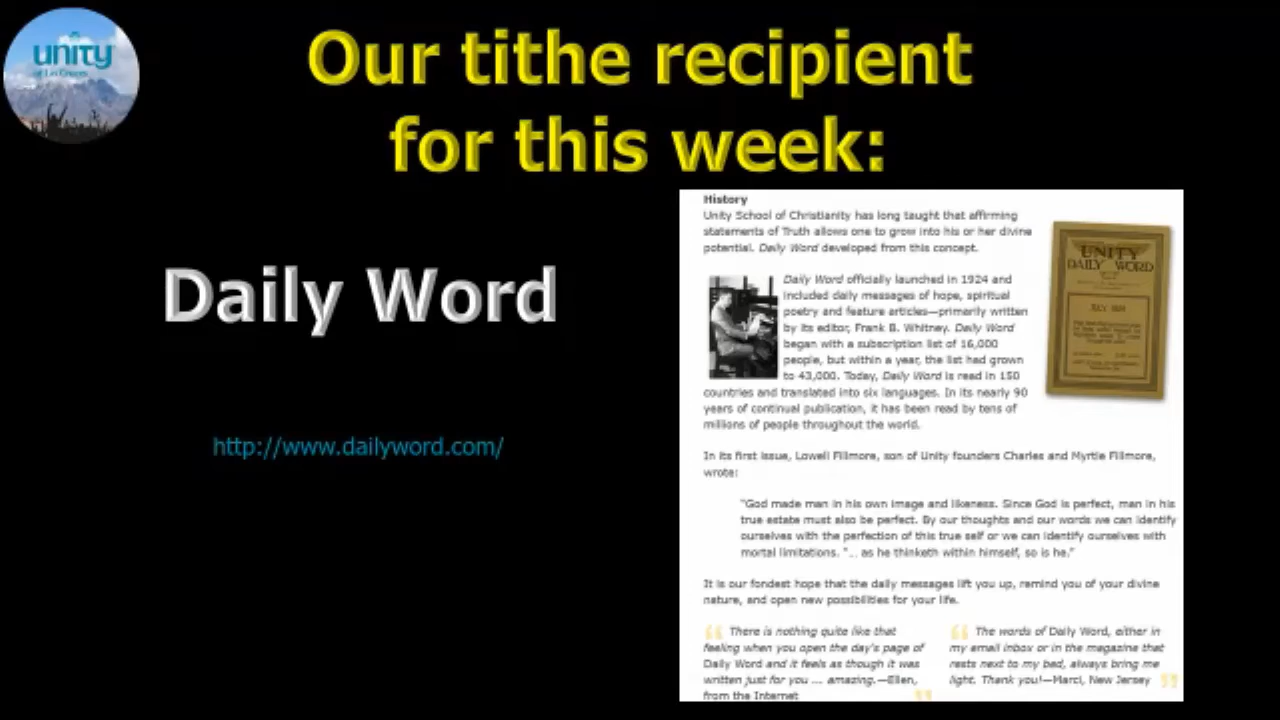 unity
of Las Cruces
Our tithe recipient
for this week:
Daily Word
http://www.dailyword.com/
History
Unity School of Christianity has long taught that affirming
statements of Truth allows one to grow into his or her divine
potential. Daily Word developed from this concept.
Daily Word officially launched in 1924 and
included daily messages of hope, spiritual
poetry and feature articles—primarily written
by its editor, Frank B. Whitney. Daily Word
began with a subscription list of 16,000
people, but within a year, the list had grown
to 43,000. Today, Daily Word is read in 150
countries and translated into six languages. In its nearly 90
years of continual publication, it has been read by tens of
millions of people throughout the world.
UNITY
DAILY WORD
In its first issue, Lowell Fillmore, son of Unity founders Charles and Myrtle Fillmore,
wrote:
"God made man in his own image and likeness. Since God is perfect, man in his
true estate must also be perfect. By our thoughts and our words we can identify
ourselves with the perfection of this true self or we can identify ourselves with
mortal limitations. "... as he thinketh within himself, so is he."
It is our fondest hope that the daily messages lift you up, remind you of your divine
nature, and open new possibilities for your life.
“ There is nothing quite like that
feeling when you open the day's page of
Daily Word and it feels as though it was
written just for you ... amazing.—Ellen,
from the Internet ”
“ The words of Daily Word, either in
my email inbox or in the magazine that
rests next to my bed, always bring me
light. Thank you!—Marci, New Jersey ”